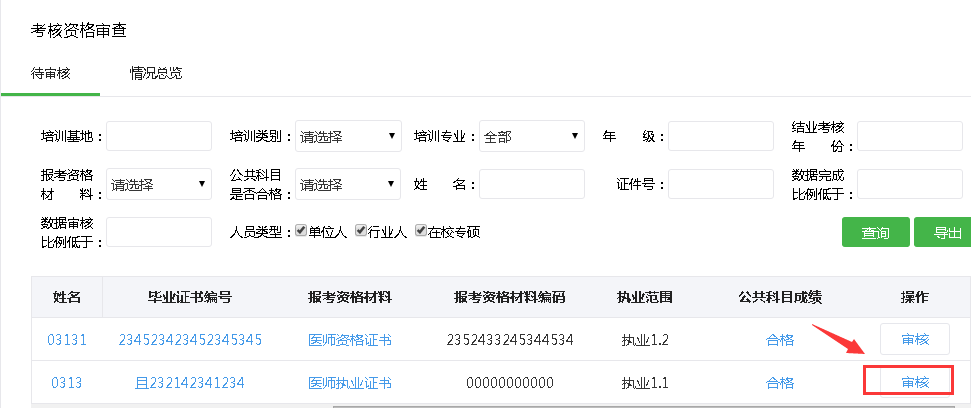 考核资格审查
待审核 情况总览
培训基地： 培训类别：请选择 培训专业：全部 年 级： 结业考核年 份：
报考资格材 料：请选择 公共科目是否合格：请选择 姓 名： 证件号： 数据完成比例低于：
数据审核比例低于： 人员类型：单位人 行业人 在校专硕 查询 导出
姓名 毕业证书编号 报考资格材料 报考资格材料编码 执业范围 公共科目成绩 操作
03131 234523423452345345 医师资格证书 2352433245344534 执业1.2 合格 审核
0313 且232142341234 医师执业证书 00000000000 执业1.1 合格 审核